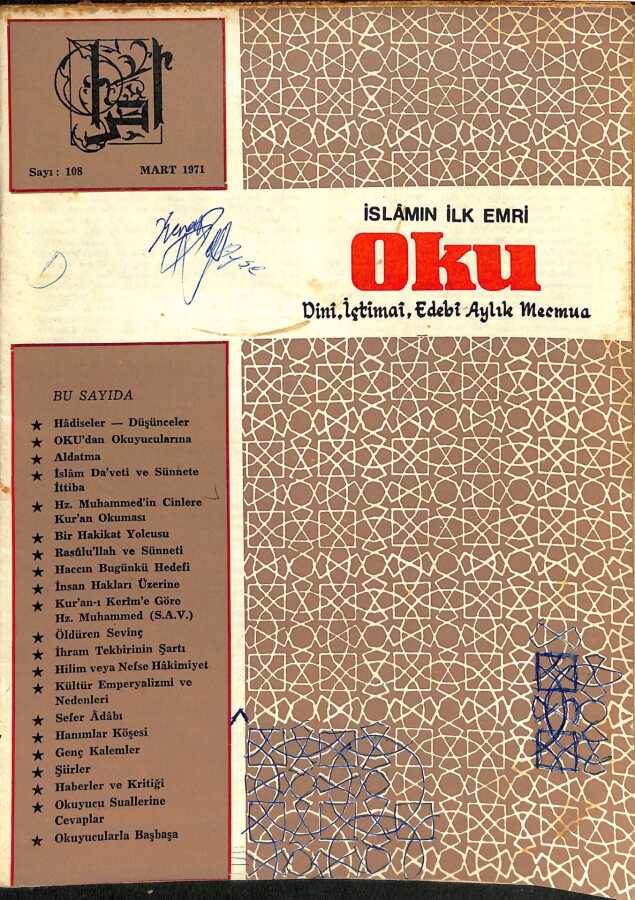 Sayı : 108 MART 1971
İSLÂMIN İLK EMRİ
Oku
Dinî, İçtimaî, Edebî Aylık Mecmua
BU SAYIDA
★ Hâdiseler — Düşünceler
★ OKU'dan Okuyucularına
★ Aldatma
★ İslâm Da'veti ve Sünnete
İttiba
★ Hz. Muhammed'in Cinlere
Kur'an Okuması
★ Bir Hakikat Yolcusu
★ Rasûlu'llah ve Sünneti
★ Haccın Bugünkü Hedefi
★ İnsan Hakları Üzerine
★ Kur'an-ı Kerîm'e Göre
Hz. Muhammed (S.A.V.)
★ Öldüren Sevinç
★ İhram Tekbirinin Şartı
★ Hilim veya Nefse Hâkimiyet
★ Kültür Emperyalizmi ve
Nedenleri
★ Sefer Âdâbı
★ Hanımlar Köşesi
★ Genç Kalemler
★ Şiirler
★ Haberler ve Kritiği
★ Okuyucu Suallerine
Cevaplar
★ Okuyucularla Başbaşa